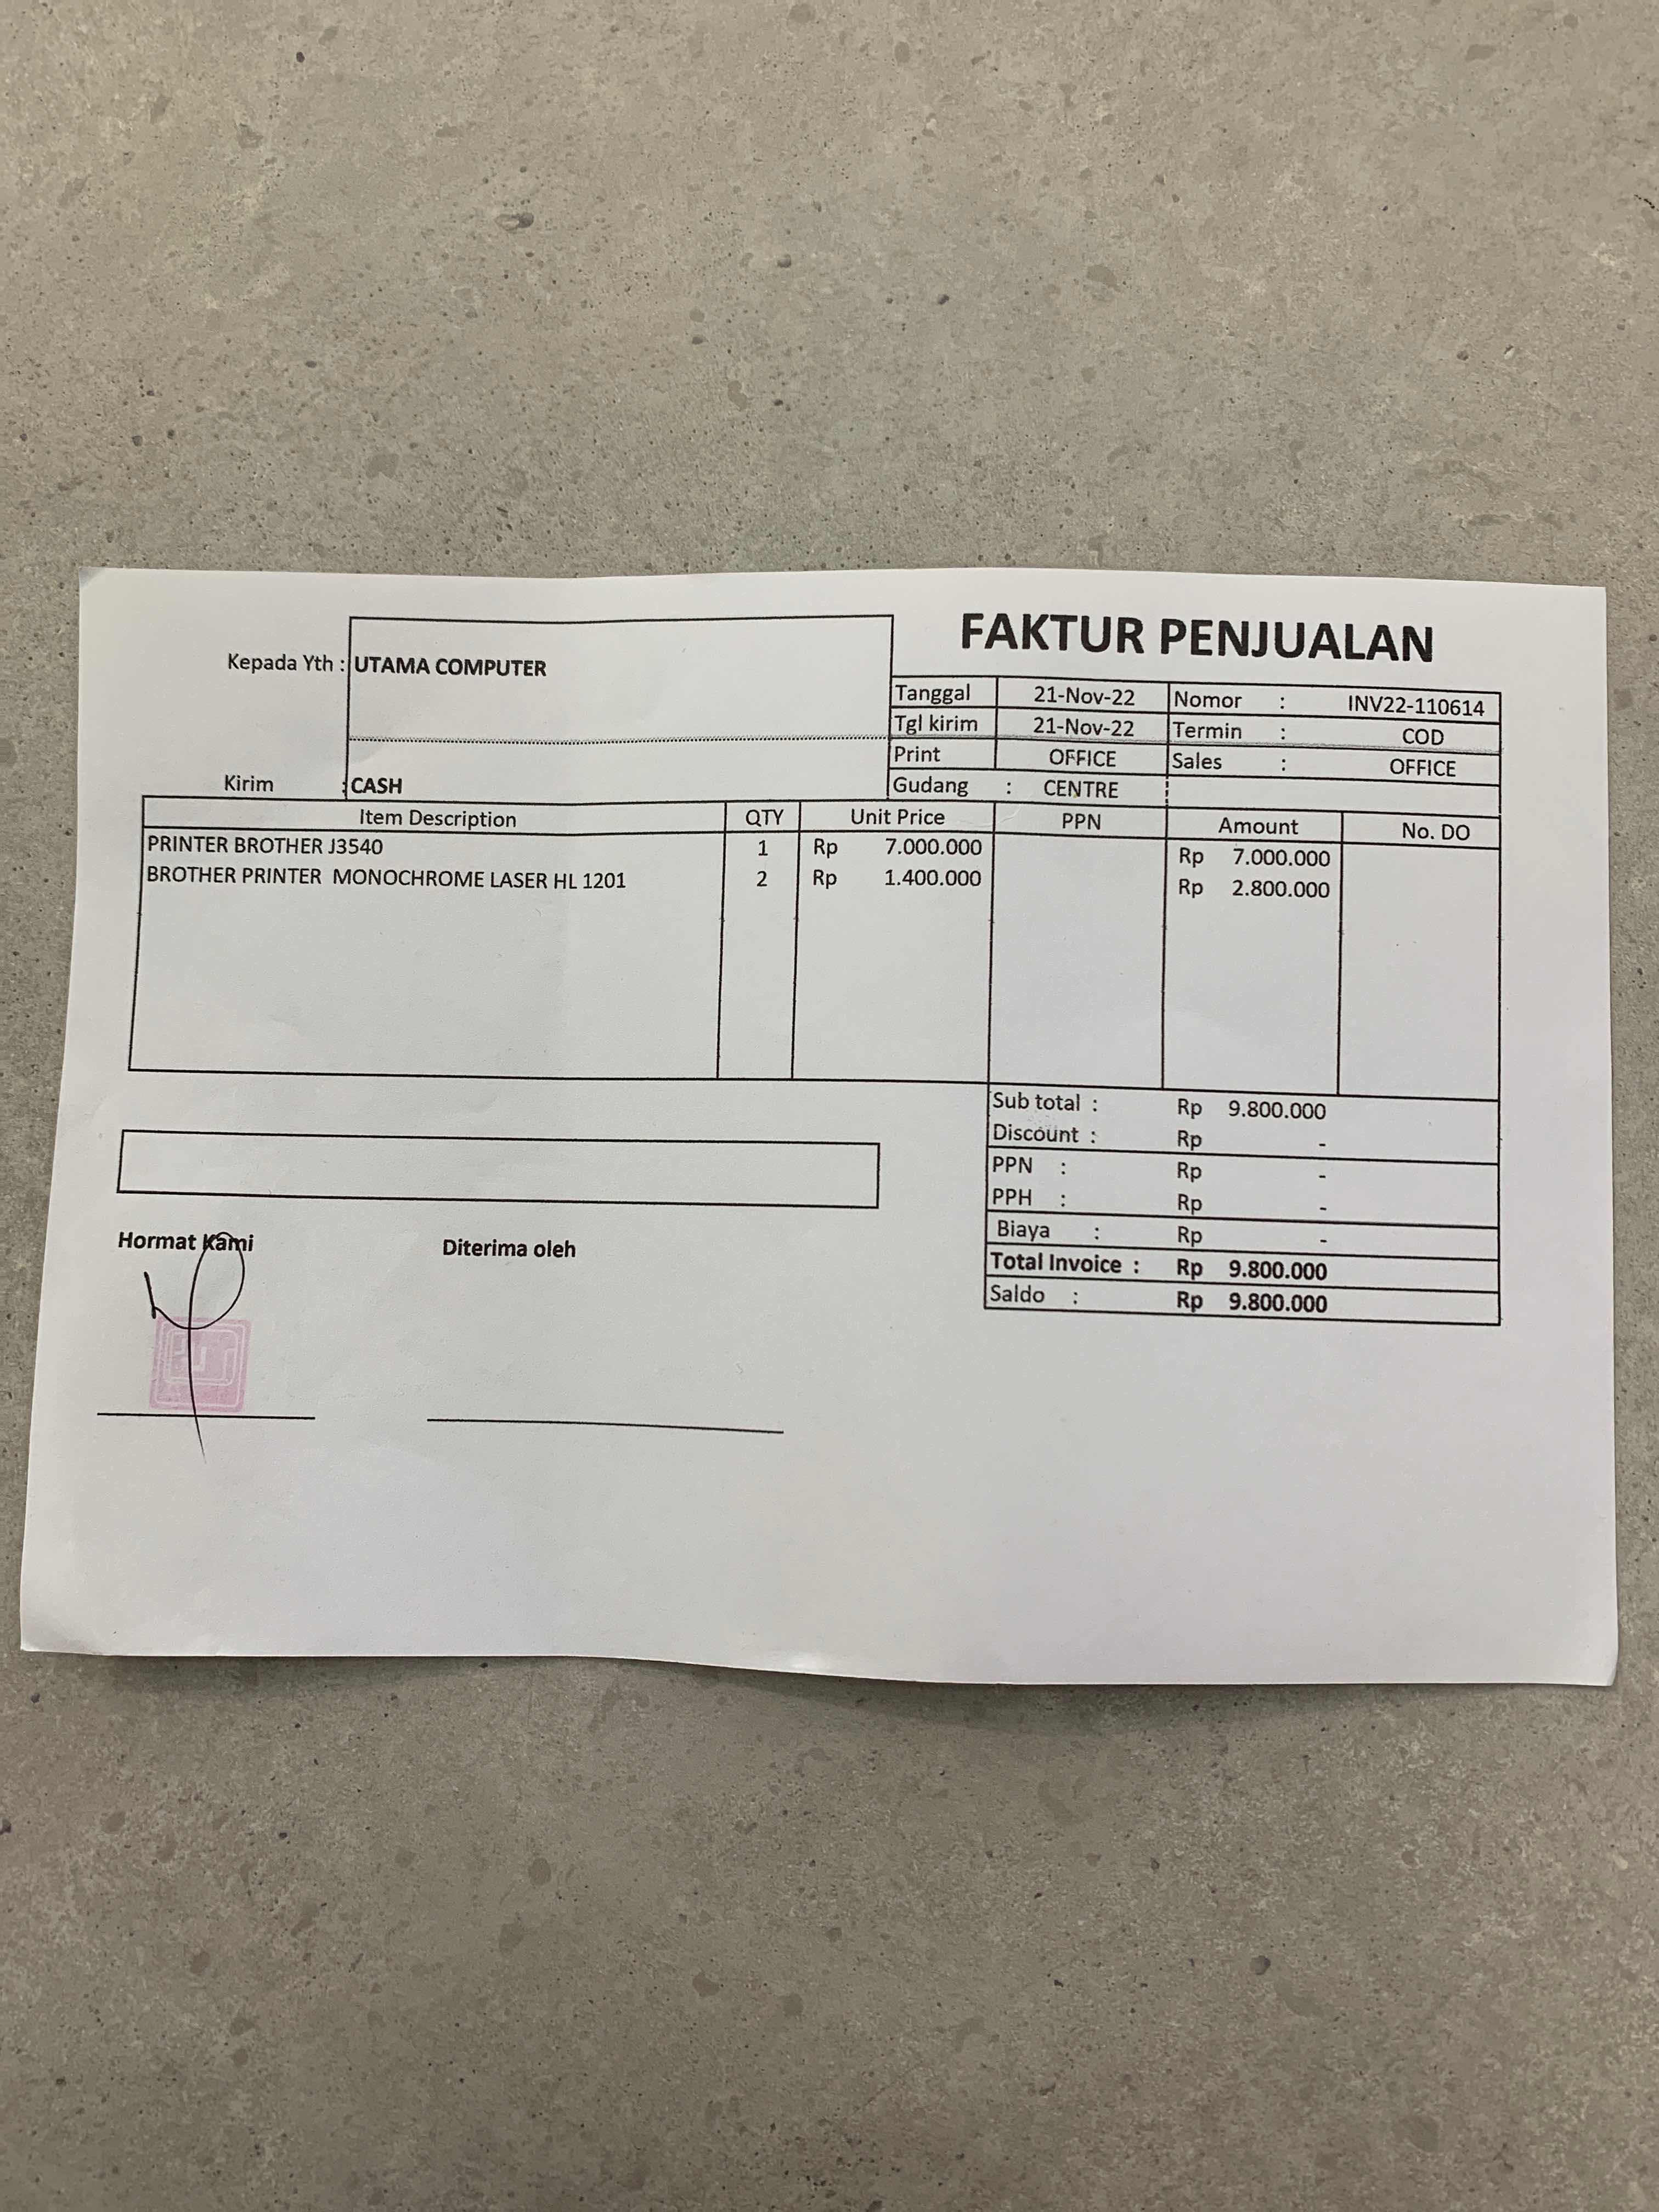 FAKTUR PENJUALAN
Kepada Yth : UTAMA COMPUTER
Tanggal 21-Nov-22 Nomor : INV22-110614
Tgl kirim 21-Nov-22 Termin : COD
Print OFFICE Sales : OFFICE
Kirim : CASH Gudang : CENTRE
Item Description QTY Unit Price PPN Amount No. DO
PRINTER BROTHER J3540 1 Rp 7.000.000 Rp 7.000.000
BROTHER PRINTER MONOCHROME LASER HL 1201 2 Rp 1.400.000 Rp 2.800.000
Sub total : Rp 9.800.000
Discount : Rp -
PPN : Rp -
PPH : Rp -
Biaya : Rp -
Total Invoice : Rp 9.800.000
Saldo : Rp 9.800.000
Hormat Kami Diterima oleh